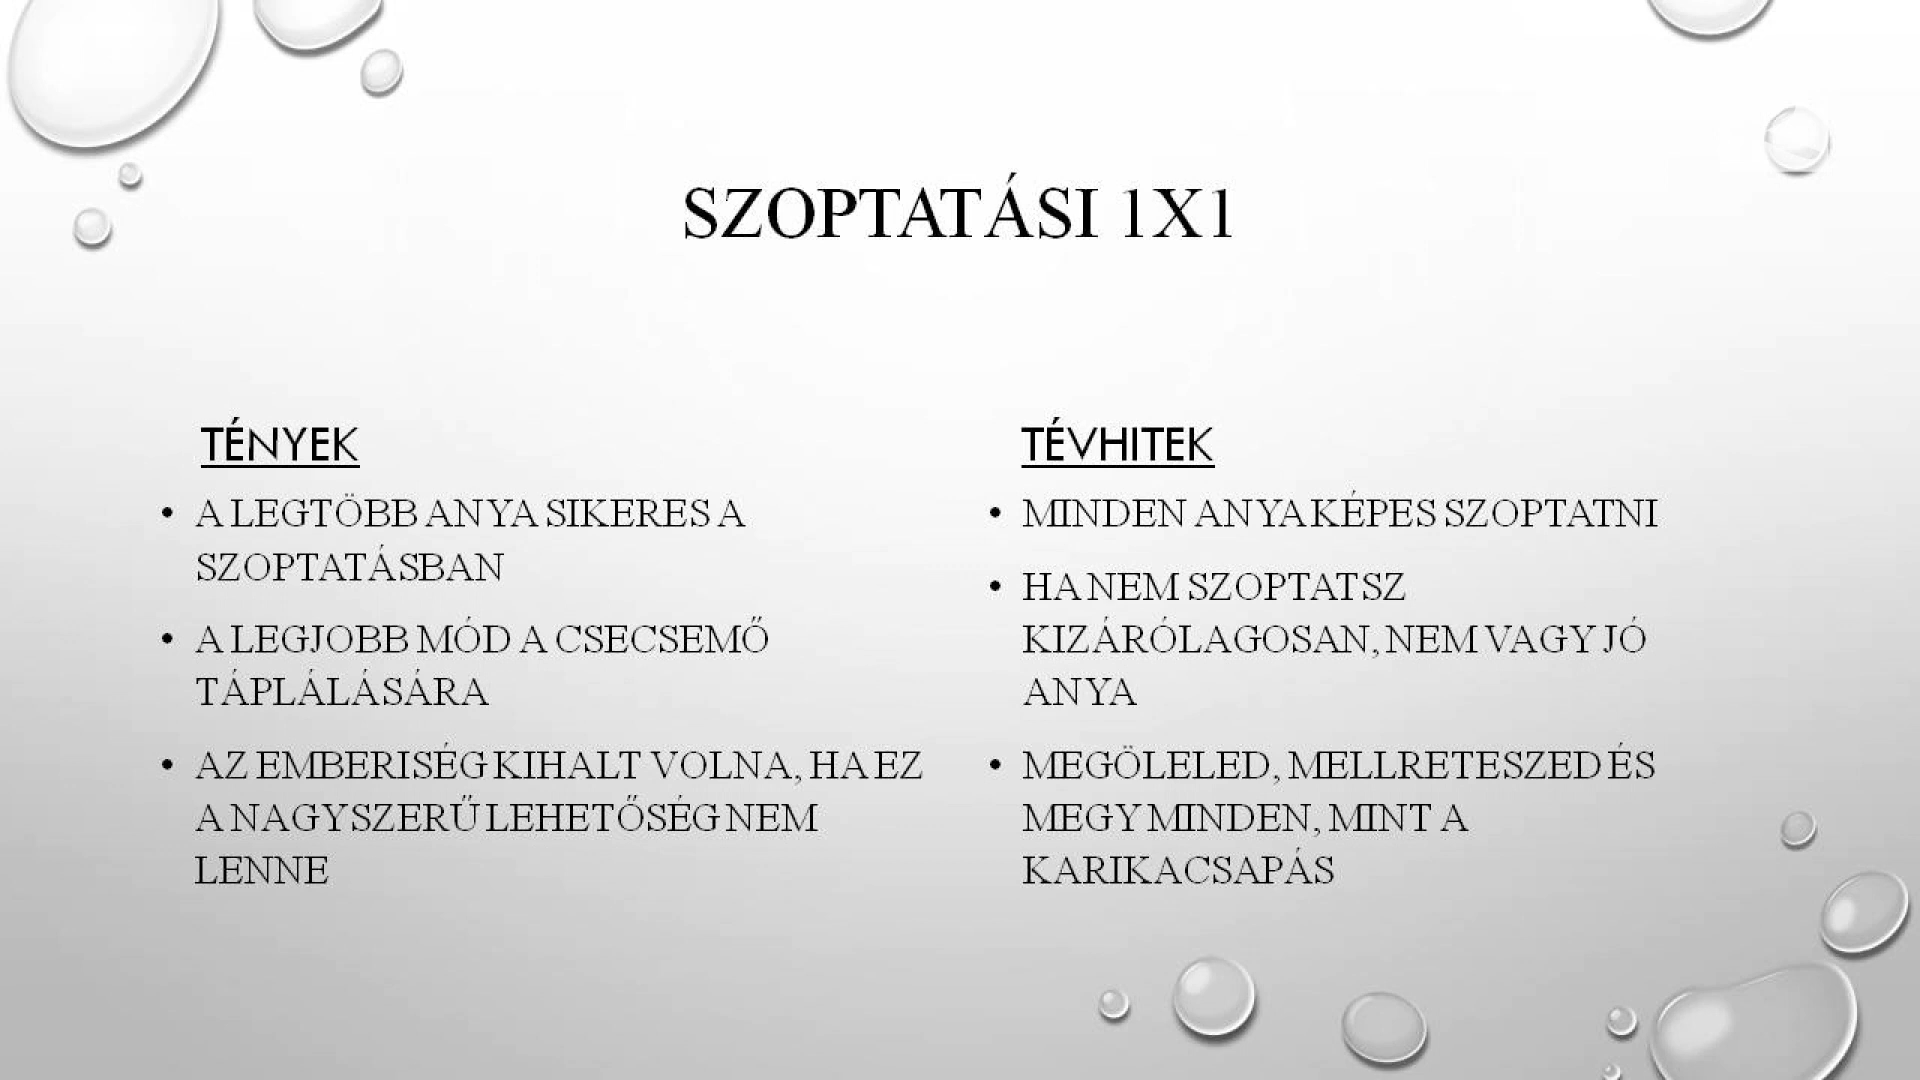 SZOPTATÁSI 1X1
TÉNYEK
• A LEGTÖBB ANYA SIKERES A
SZOPTATÁSBAN
• A LEGJOBB MÓD A CSECSEMŐ
TÁPLÁLÁSÁRA
• AZ EMBERISÉG KIHALT VOLNA, HA EZ
A NAGYSZERŰ LEHETŐSÉG NEM
LENNE
TÉVHITEK
• MINDEN ANYA KÉPES SZOPTATNI
• HA NEM SZOPTATSZ
KIZÁRÓLAGOSAN, NEM VAGY JÓ
ANYA
• MEGÖLELED, MELLRETESZED ÉS
MEGY MINDEN, MINT A
KARIKACSAPÁS